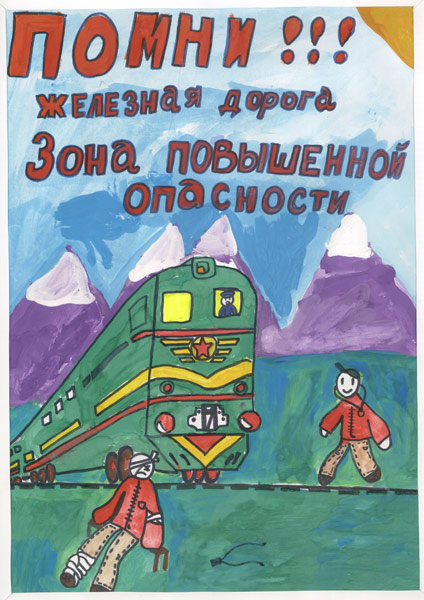 Помни!!!
железная дорога
Зона повышенной
опасности